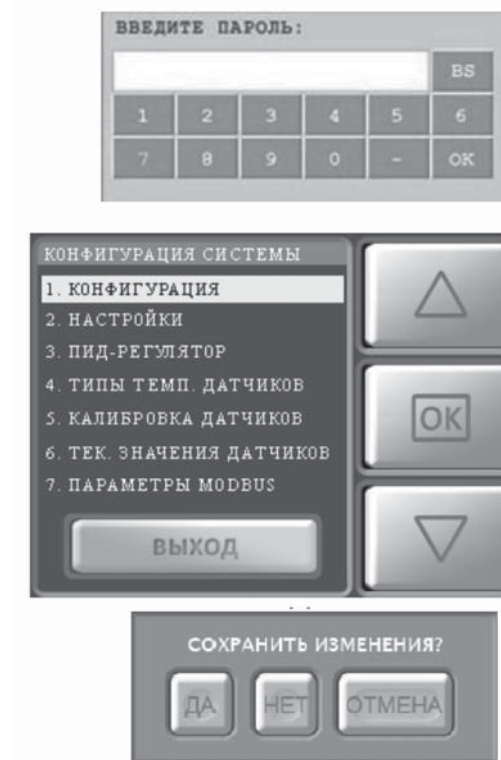 ВВЕДИТЕ ПАРОЛЬ:
BS
1 2 3 4 5 6
7 8 9 0 - OK
КОНФИГУРАЦИЯ СИСТЕМЫ
1. КОНФИГУРАЦИЯ
2. НАСТРОЙКИ
3. ПИД-РЕГУЛЯТОР
4. ТИПЫ ТЕМП. ДАТЧИКОВ
5. КАЛИБРОВКА ДАТЧИКОВ
6. ТЕК. ЗНАЧЕНИЯ ДАТЧИКОВ
7. ПАРАМЕТРЫ MODBUS
OK
ВЫХОД
СОХРАНИТЬ ИЗМЕНЕНИЯ?
ДА НЕТ ОТМЕНА